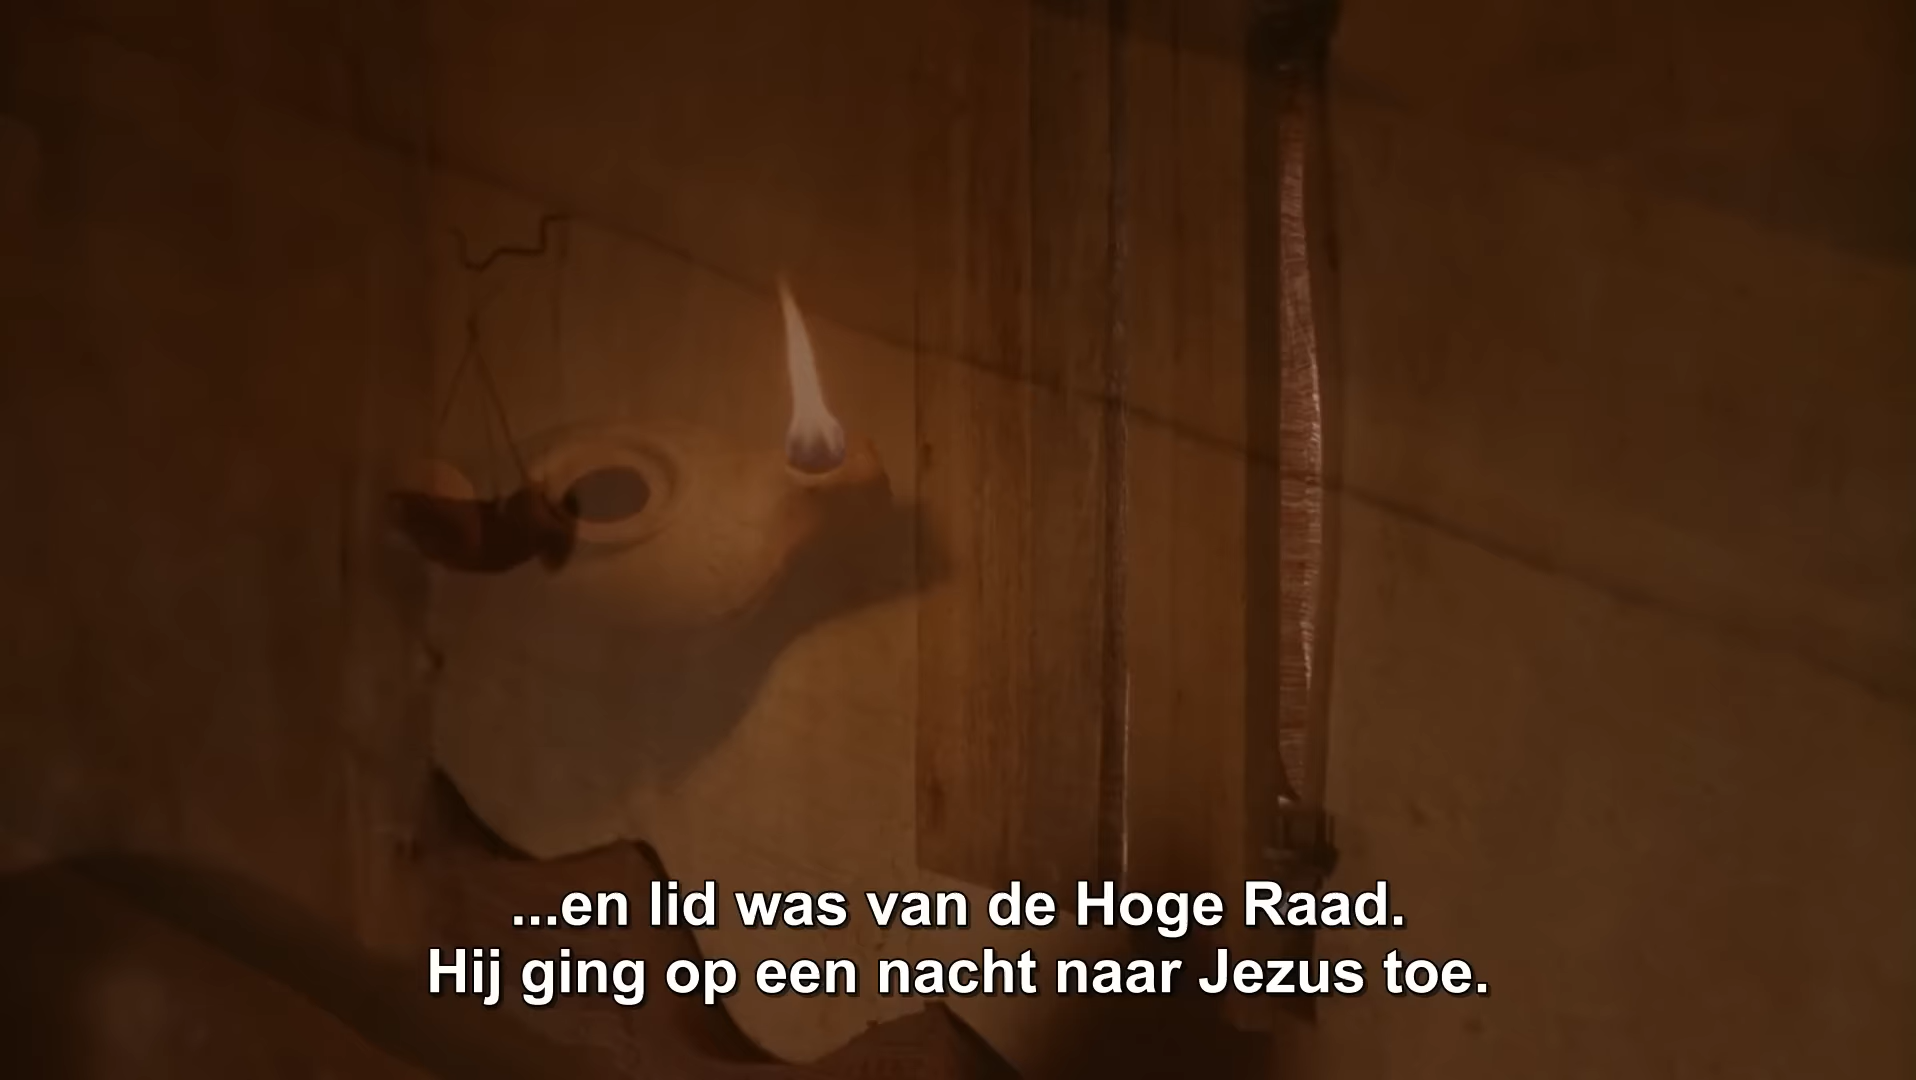 ...en lid was van de Hoge Raad.
Hij ging op een nacht naar Jezus toe.